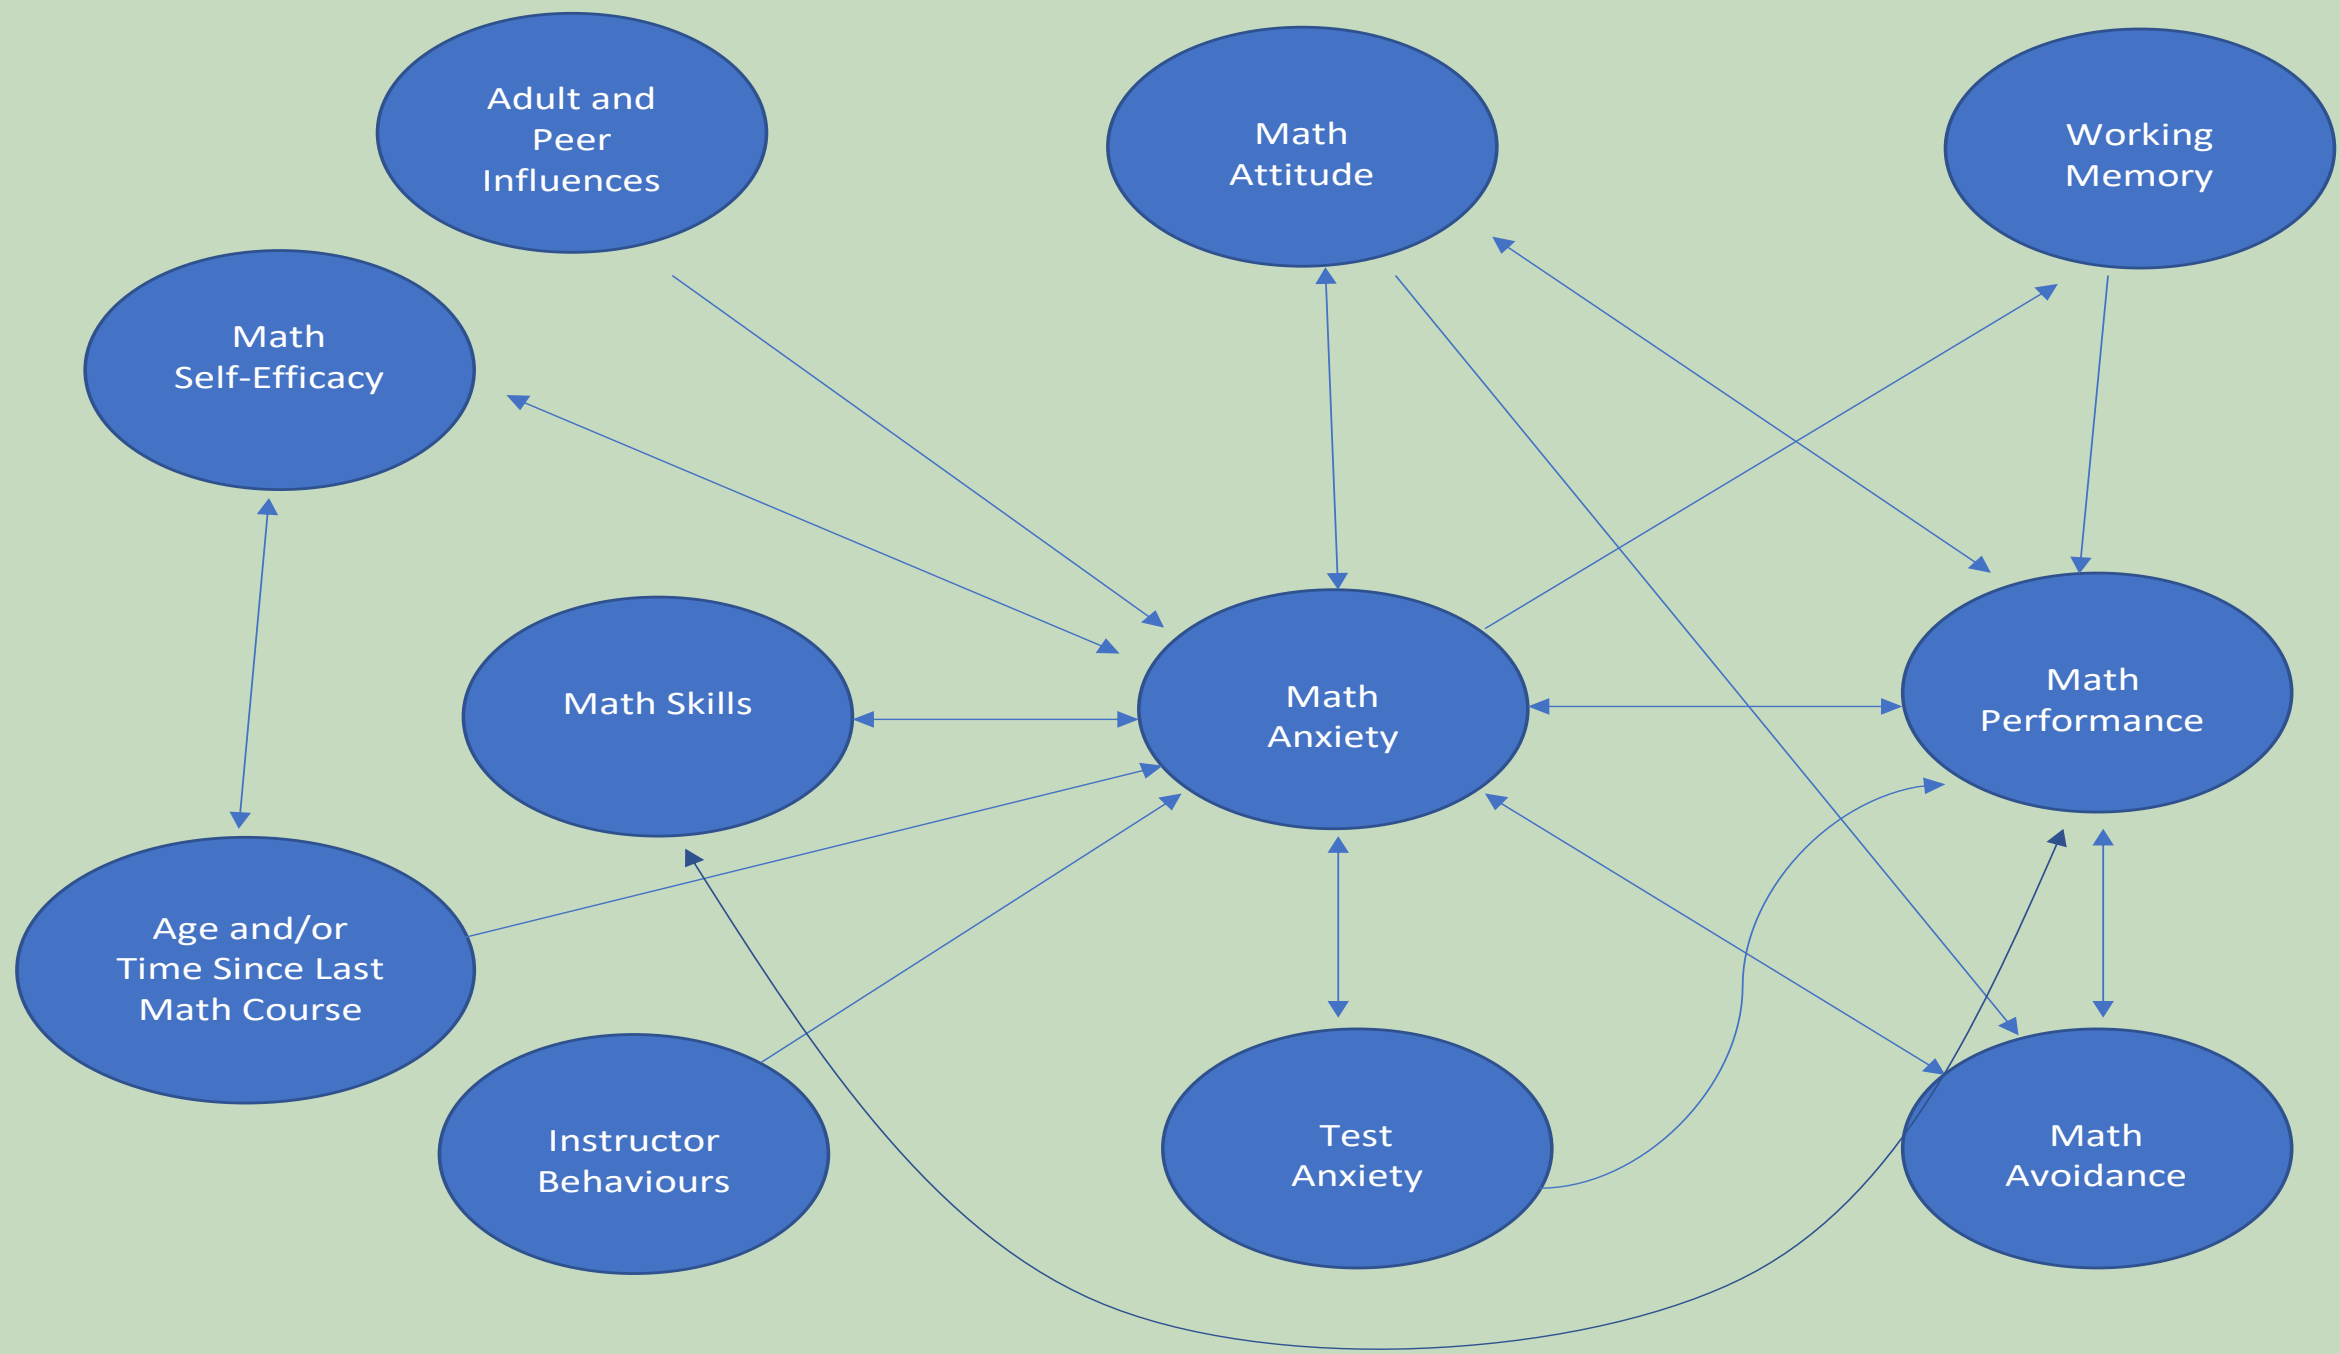 Adult and
Peer
Influences
Math
Attitude
Working
Memory
Math
Self-Efficacy
Math Skills
Math
Anxiety
Math
Performance
Age and/or
Time Since Last
Math Course
Instructor
Behaviours
Test
Anxiety
Math
Avoidance